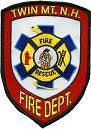 TWIN MT. N.H.
FIRE
RESCUE
FIRE DEPT.